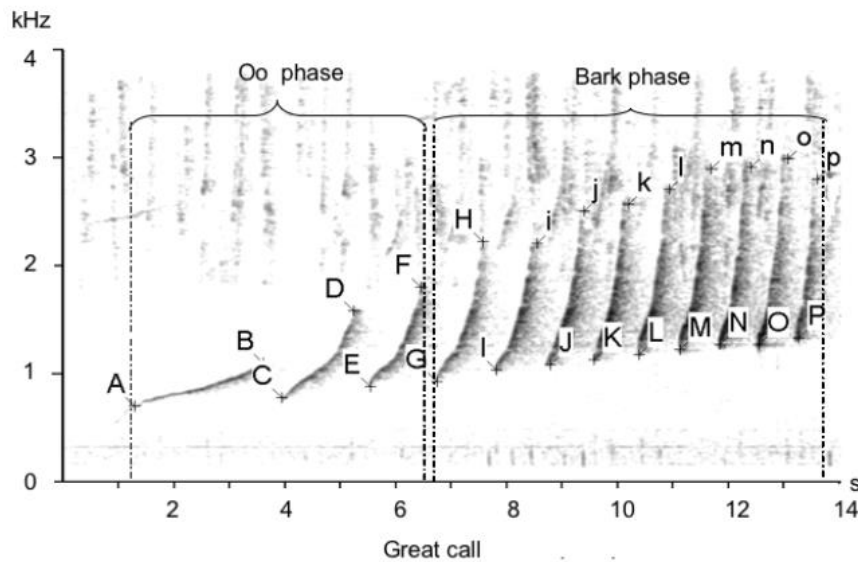 kHz
Oo phase Bark phase
4
3
2
1
0
A B C D E F G H I i J j K k L l M m N n O o P p
2 4 6 8 10 12 14
s
Great call